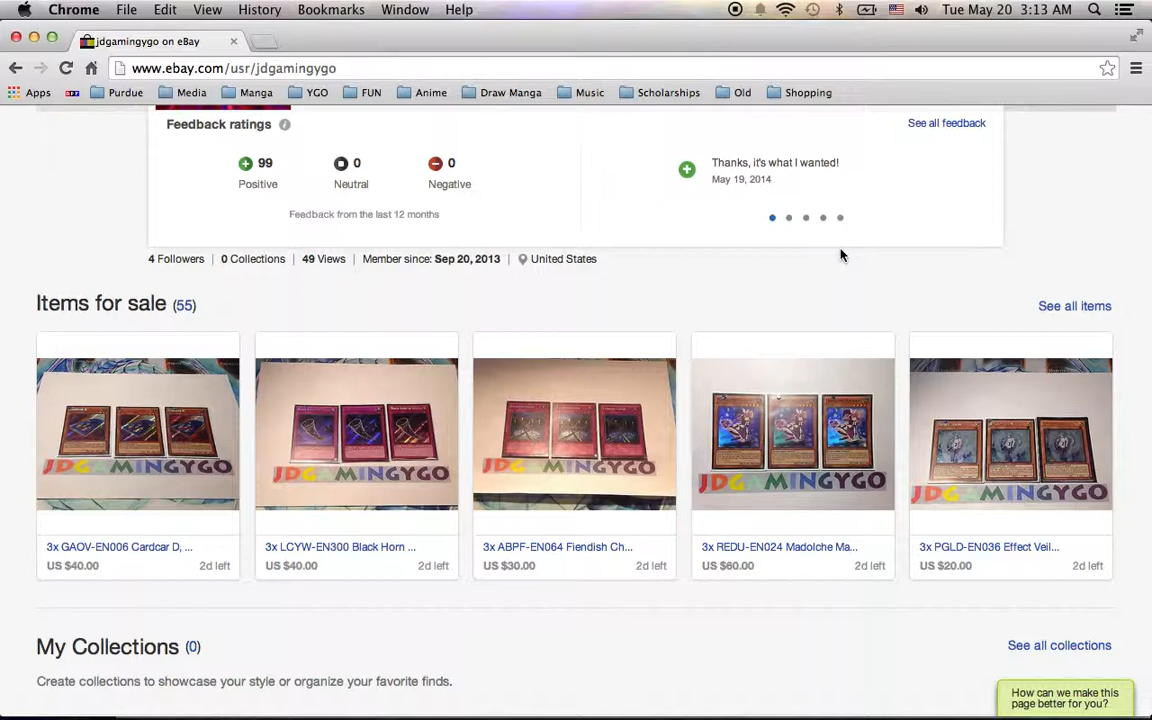 Chrome File Edit View History Bookmarks Window Help Tue May 20 3:13 AM
jdgamingygo on eBay
www.ebay.com/usr/jdgamingygo
Apps Purdue Media Manga YGO FUN Anime Draw Manga Music Scholarships Old Shopping
Feedback ratings See all feedback
99 0 0 Thanks, it's what I wanted!
Positive Neutral Negative May 19, 2014
Feedback from the last 12 months
4 Followers | 0 Collections | 49 Views | Member since: Sep 20, 2013 | United States
Items for sale (55) See all items
JDGAMINGYGO JDGAMINGYGO JDGAMINGYGO JDGAMINGYGO JDGAMINGYGO
3x GAOV-EN006 Cardcar D, ... 3x LCYW-EN300 Black Horn ... 3x ABPF-EN064 Fiendish Ch... 3x REDU-EN024 Madolche Ma... 3x PGLD-EN036 Effect Veil...
US $40.00 2d left US $40.00 2d left US $30.00 2d left US $60.00 2d left US $20.00 2d left
My Collections (0) See all collections
Create collections to showcase your style or organize your favorite finds.
How can we make this
page better for you?